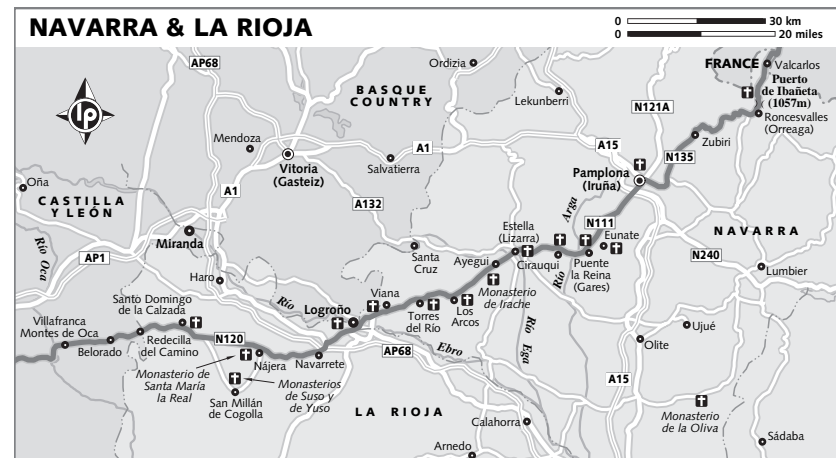 NAVARRA & LA RIOJA
0 30 km
0 20 miles
AP68
Ordizia
FRANCE
Valcarlos
Puerto
de Ibañeta
(1057m)
BASQUE
COUNTRY
Lekunberri
N121A
Roncesvalles
(Orreaga)
lp
Mendoza
A1
A15
Zubiri
Vitoria
(Gasteiz)
Salvatierra
N135
Pamplona
(Iruña)
Oña
CASTILLA
Y LEÓN
A1
A132
Arga
N111
Miranda
Estella
(Lizarra)
Eunate
NAVARRA
Río Oca
AP1
Santa
Cruz
Ayegui
Cirauqui
Río
Puente
la Reina
(Gares)
N240
Lumbier
Haro
Río
Viana
Monasterio
de Irache
Santo Domingo
de la Calzada
Logroño
Torres
del Río
Los
Arcos
Villafranca
Montes de Oca
Río
Ega
Ujué
Belorado
Redecilla
del Camino
N120
Ebro
Olite
AP68
Nájera
Navarrete
Monasterio de
Santa María
la Real
Monasterios
de Suso y
de Yuso
A15
San Millán
de Cogolla
LA RIOJA
Calahorra
Monasterio
de la Oliva
Arnedo
Sádaba